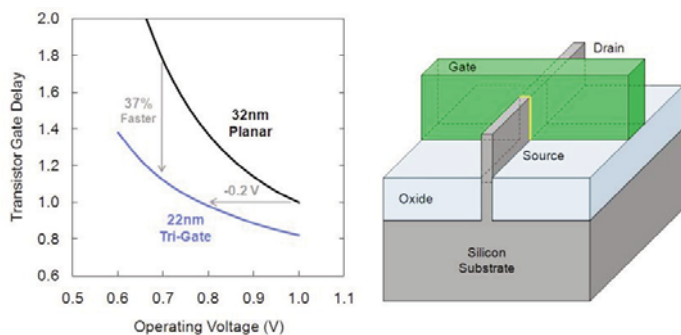 Transistor Gate Delay
2.0
1.8
1.6
1.4
1.2
1.0
0.8
0.6
37%
Faster
32nm
Planar
-0.2 V
22nm
Tri-Gate
0.5 0.6 0.7 0.8 0.9 1.0 1.1
Operating Voltage (V)
Drain
Gate
Source
Oxide
Silicon
Substrate